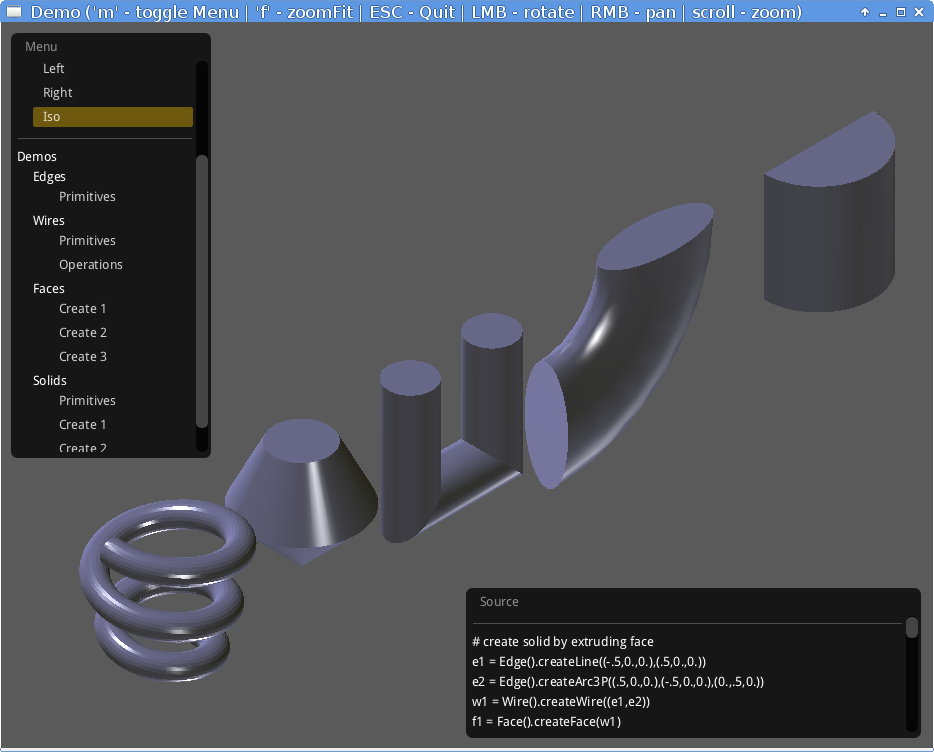 Demo ('m' - toggle Menu | 'f' - zoomFit | ESC - Quit | LMB - rotate | RMB - pan | scroll - zoom)
Menu
Left
Right
Iso
Demos
Edges
Primitives
Wires
Primitives
Operations
Faces
Create 1
Create 2
Create 3
Solids
Primitives
Create 1
Create 2
Source
# create solid by extruding face
e1 = Edge().createLine((-.5,0.,0.),(.5,0.,0.))
e2 = Edge().createArc3P((.5,0.,0.),(-.5,0.,0.),(0.,.5,0.))
w1 = Wire().createWire((e1,e2))
f1 = Face().createFace(w1)